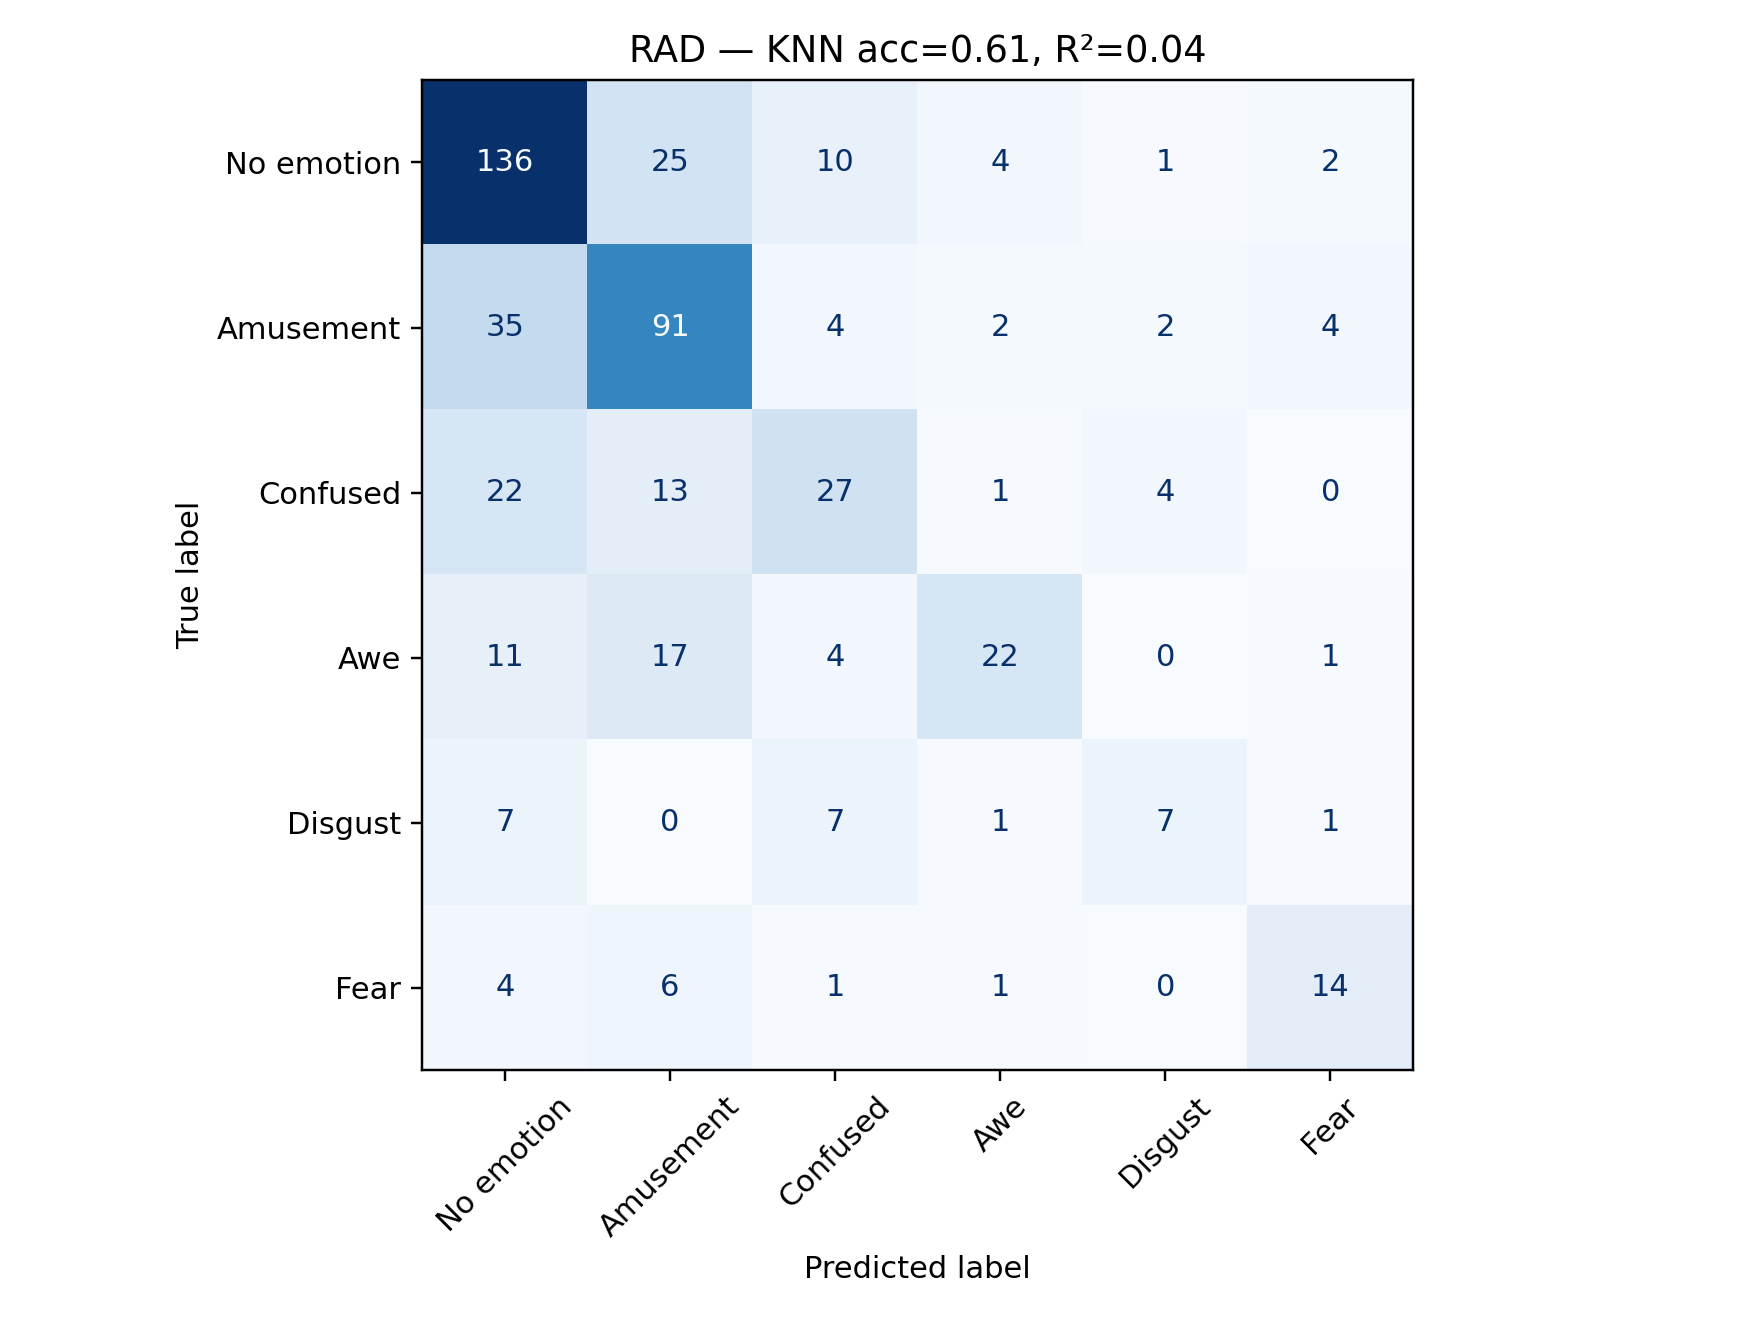 RAD — KNN acc=0.61, R²=0.04
No emotion 136 25 10 4 1 2
Amusement 35 91 4 2 2 4
Confused 22 13 27 1 4 0
Awe 11 17 4 22 0 1
Disgust 7 0 7 1 7 1
Fear 4 6 1 1 0 14
True label
No emotion Amusement Confused Awe Disgust Fear
Predicted label